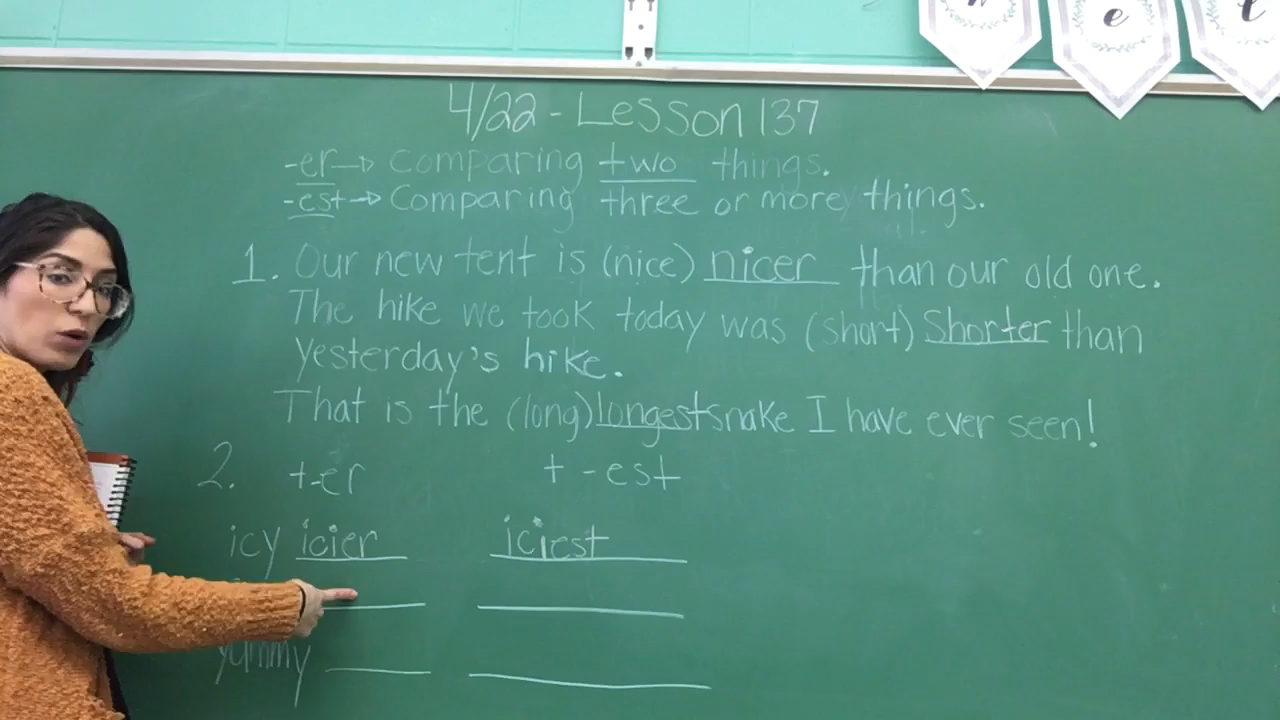 e
t
4/22 - Lesson 137
-er → Comparing two things.
-est → Comparing three or more things.
1. Our new tent is (nice) nicer than our old one.
The hike we took today was (short) Shorter than
yesterday's hike.
That is the (long) longest snake I have ever seen!
2. +-er + -est
icy icier iciest
yummy